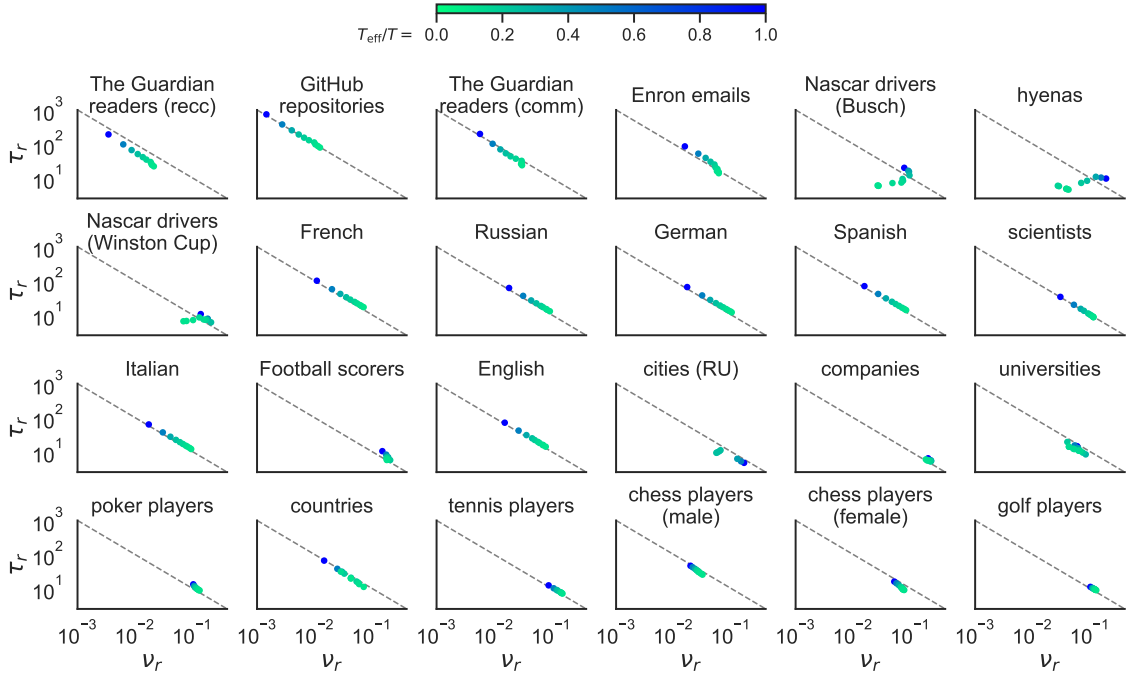 T_eff/T =
0.0 0.2 0.4 0.6 0.8 1.0
The Guardian
readers (recc)
GitHub
repositories
The Guardian
readers (comm)
Enron emails
Nascar drivers
(Busch)
hyenas
10^3
10^2
10^1
τ_r
Nascar drivers
(Winston Cup)
French
Russian
German
Spanish
scientists
10^3
10^2
10^1
τ_r
Italian
Football scorers
English
cities (RU)
companies
universities
10^3
10^2
10^1
τ_r
poker players
countries
tennis players
chess players
(male)
chess players
(female)
golf players
10^3
10^2
10^1
τ_r
10^−3 10^−2 10^−1 10^−3 10^−2 10^−1 10^−3 10^−2 10^−1 10^−3 10^−2 10^−1 10^−3 10^−2 10^−1 10^−3 10^−2 10^−1
ν_r ν_r ν_r ν_r ν_r ν_r